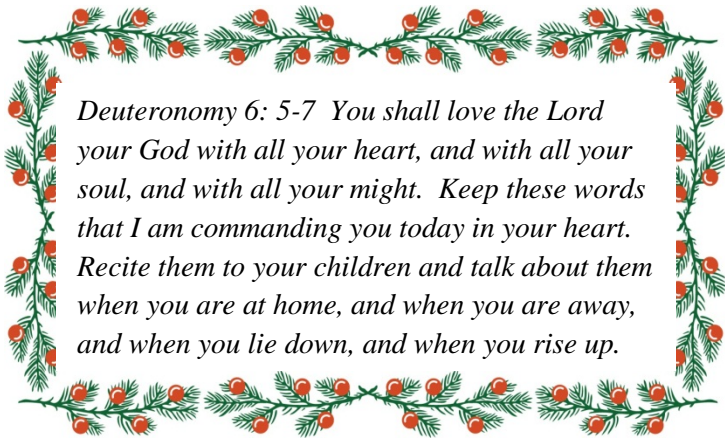 Deuteronomy 6: 5-7  You shall love the Lord
your God with all your heart, and with all your
soul, and with all your might.  Keep these words
that I am commanding you today in your heart.
Recite them to your children and talk about them
when you are at home, and when you are away,
and when you lie down, and when you rise up.